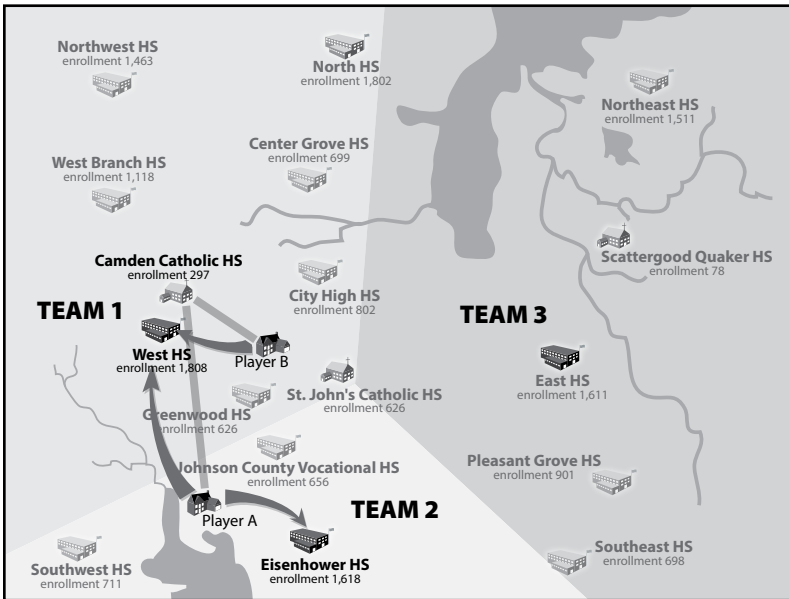 Northwest HS
enrollment 1,463
North HS
enrollment 1,802
Northeast HS
enrollment 1,511
Center Grove HS
enrollment 699
West Branch HS
enrollment 1,118
Camden Catholic HS
enrollment 297
Scattergood Quaker HS
enrollment 78
City High HS
enrollment 802
TEAM 1
TEAM 3
West HS
enrollment 1,808
Player B
East HS
enrollment 1,611
St. John's Catholic HS
enrollment 626
Greenwood HS
enrollment 626
Johnson County Vocational HS
enrollment 656
Pleasant Grove HS
enrollment 901
TEAM 2
Player A
Southwest HS
enrollment 711
Eisenhower HS
enrollment 1,618
Southeast HS
enrollment 698